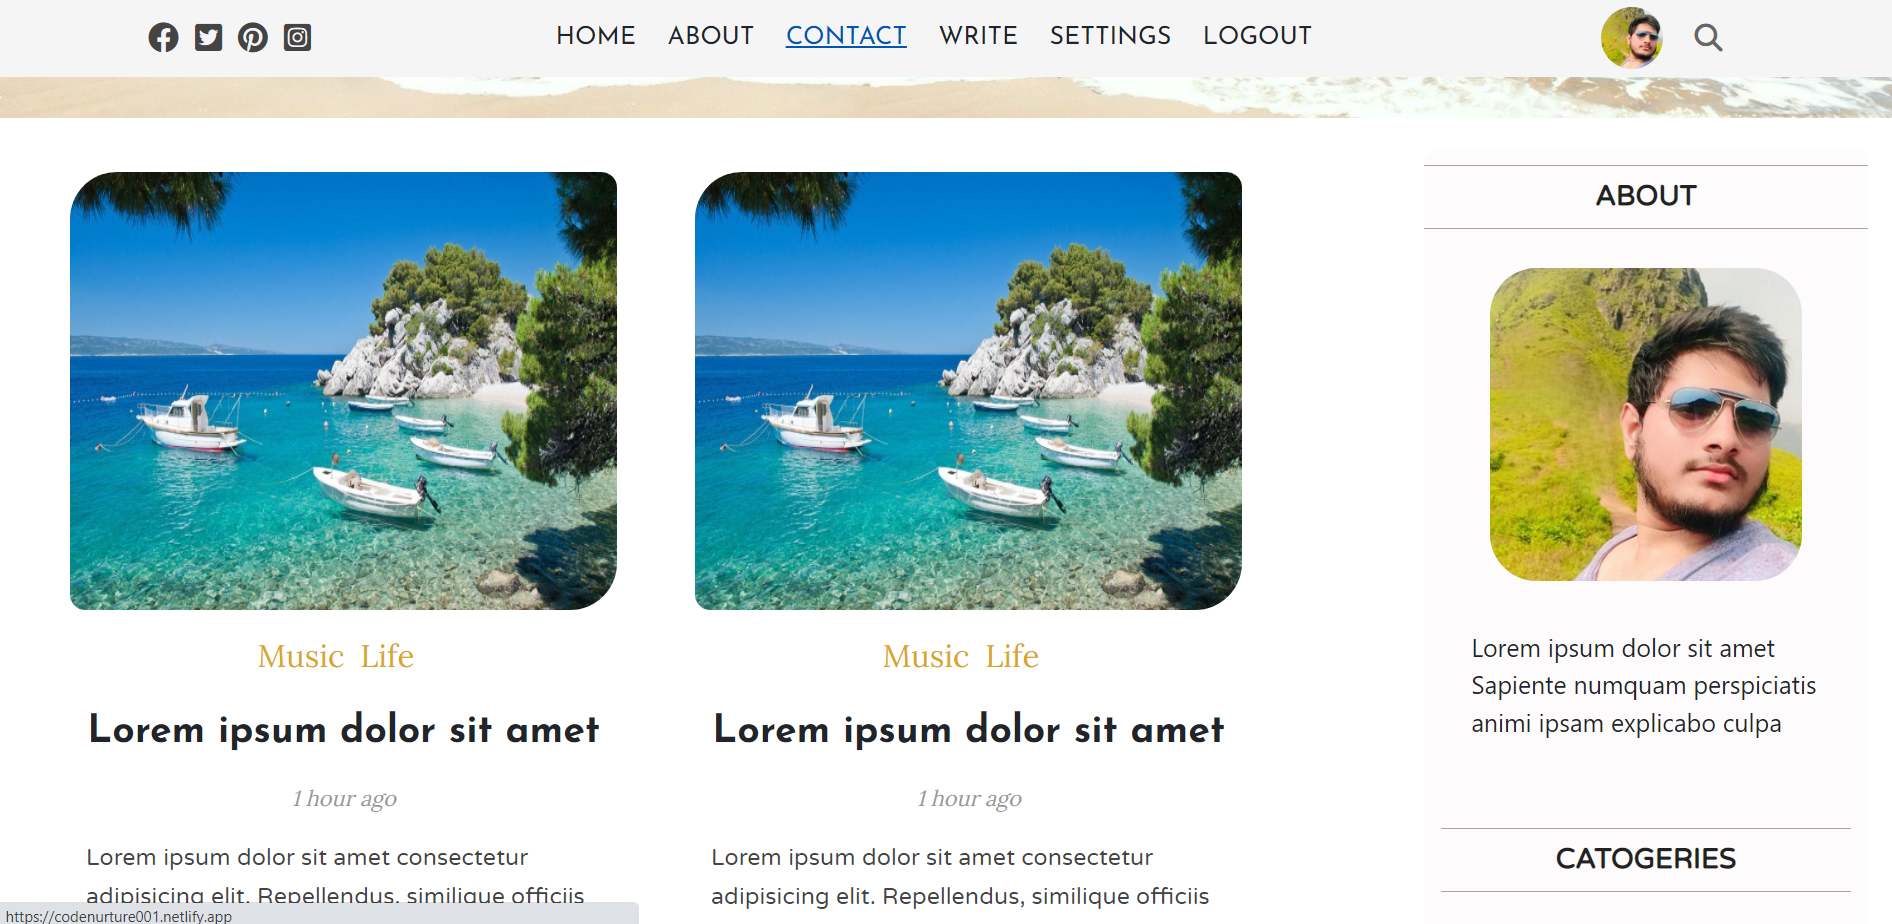 HOME ABOUT CONTACT WRITE SETTINGS LOGOUT
Music Life
Lorem ipsum dolor sit amet
1 hour ago
Lorem ipsum dolor sit amet consectetur
adipisicing elit. Repellendus, similique officiis
Music Life
Lorem ipsum dolor sit amet
1 hour ago
Lorem ipsum dolor sit amet consectetur
adipisicing elit. Repellendus, similique officiis
ABOUT
Lorem ipsum dolor sit amet
Sapiente numquam perspiciatis
animi ipsam explicabo culpa
CATOGERIES
https://codenurture001.netlify.app